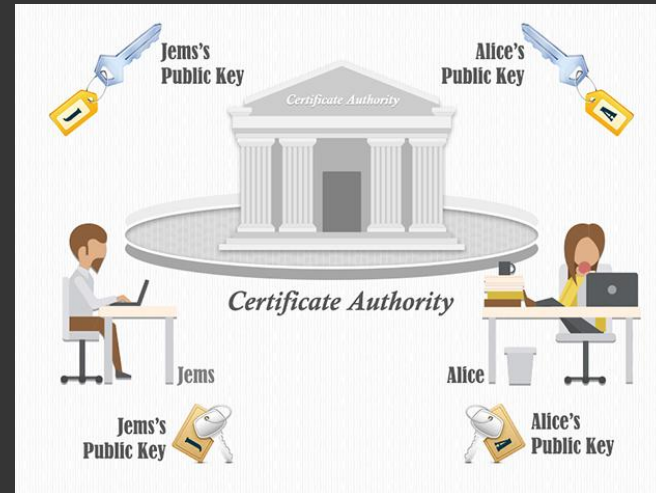 Jems's
Public Key
Alice's
Public Key
Certificate Authority
J
A
Certificate Authority
Jems
Alice
Jems's
Public Key
J
A
Alice's
Public Key